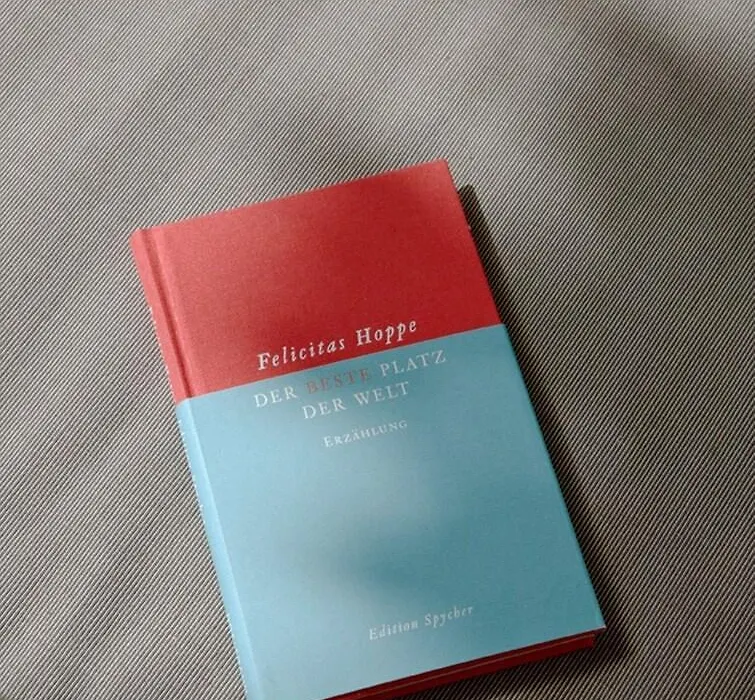 Felicitas Hoppe
DER BESTE PLATZ
DER WELT
ERZÄHLUNG
Edition Spycher